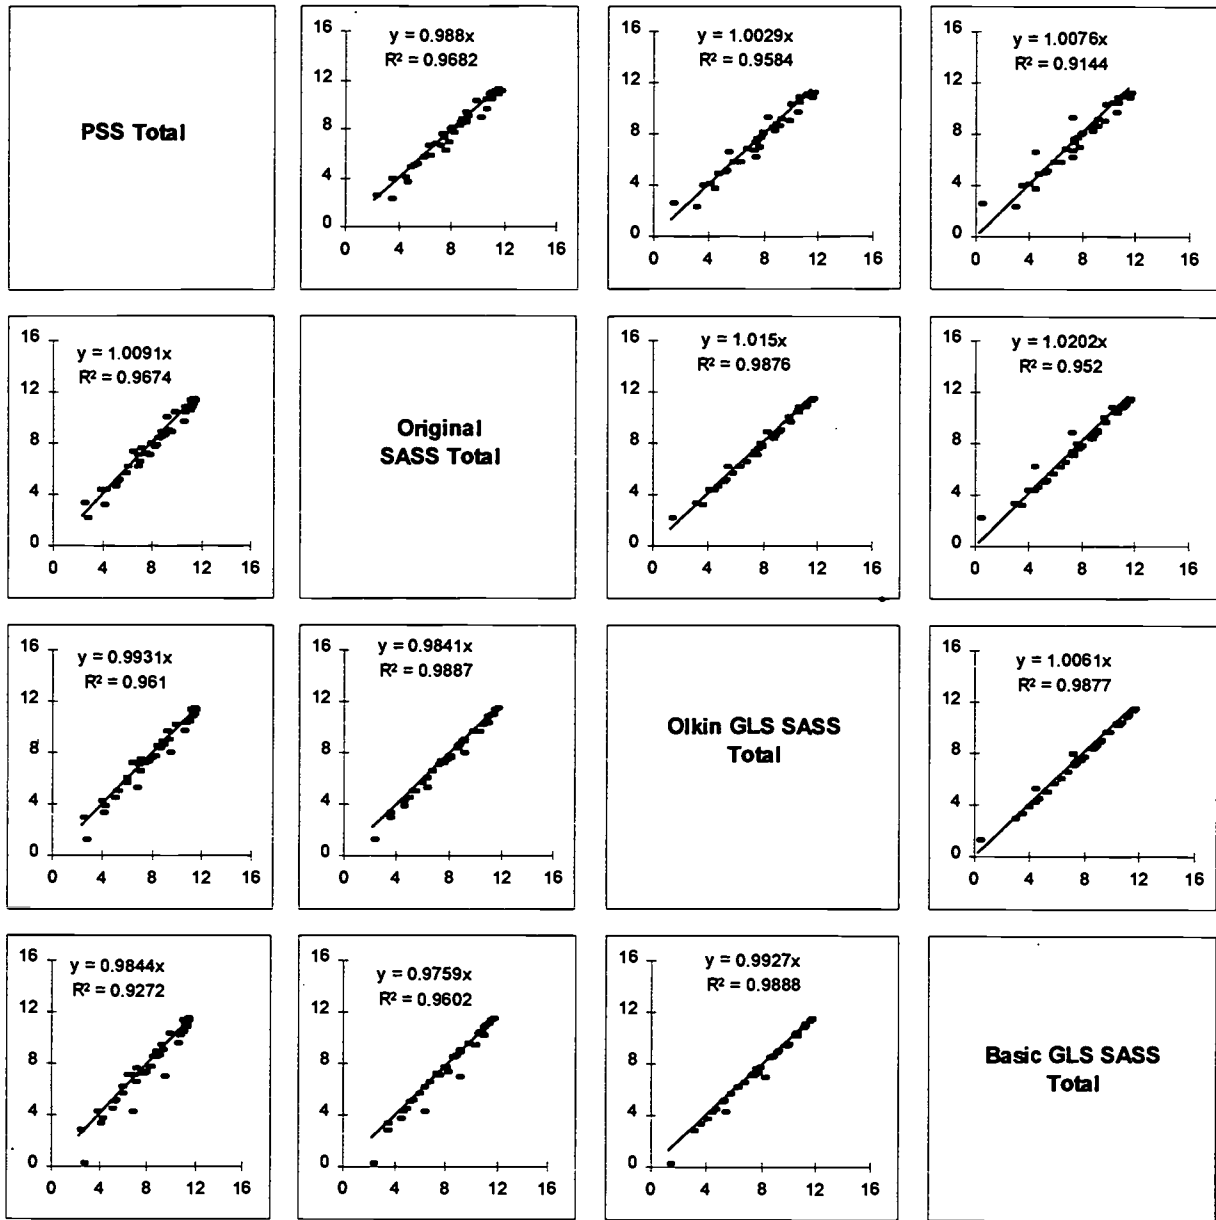 PSS Total
y = 0.988x
R² = 0.9682
16
12
8
4
0
0 4 8 12 16
y = 1.0029x
R² = 0.9584
16
12
8
4
0
0 4 8 12 16
y = 1.0076x
R² = 0.9144
16
12
8
4
0
0 4 8 12 16
y = 1.0091x
R² = 0.9674
16
12
8
4
0
0 4 8 12 16
Original
SASS Total
y = 1.015x
R² = 0.9876
16
12
8
4
0
0 4 8 12 16
y = 1.0202x
R² = 0.952
16
12
8
4
0
0 4 8 12 16
y = 0.9931x
R² = 0.961
16
12
8
4
0
0 4 8 12 16
y = 0.9841x
R² = 0.9887
16
12
8
4
0
0 4 8 12 16
Olkin GLS SASS
Total
y = 1.0061x
R² = 0.9877
16
12
8
4
0
0 4 8 12 16
y = 0.9844x
R² = 0.9272
16
12
8
4
0
0 4 8 12 16
y = 0.9759x
R² = 0.9602
16
12
8
4
0
0 4 8 12 16
y = 0.9927x
R² = 0.9888
16
12
8
4
0
0 4 8 12 16
Basic GLS SASS
Total